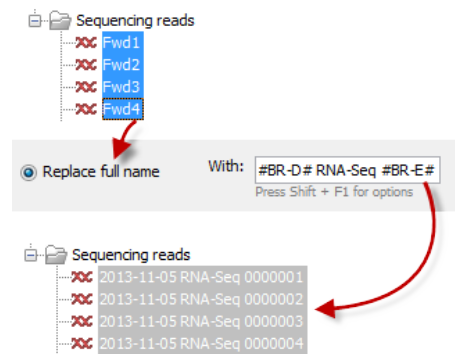 Sequencing reads
Fwd1
Fwd2
Fwd3
Fwd4
Replace full name With: #BR-D# RNA-Seq #BR-E#
Press Shift + F1 for options
Sequencing reads
2013-11-05 RNA-Seq 0000001
2013-11-05 RNA-Seq 0000002
2013-11-05 RNA-Seq 0000003
2013-11-05 RNA-Seq 0000004